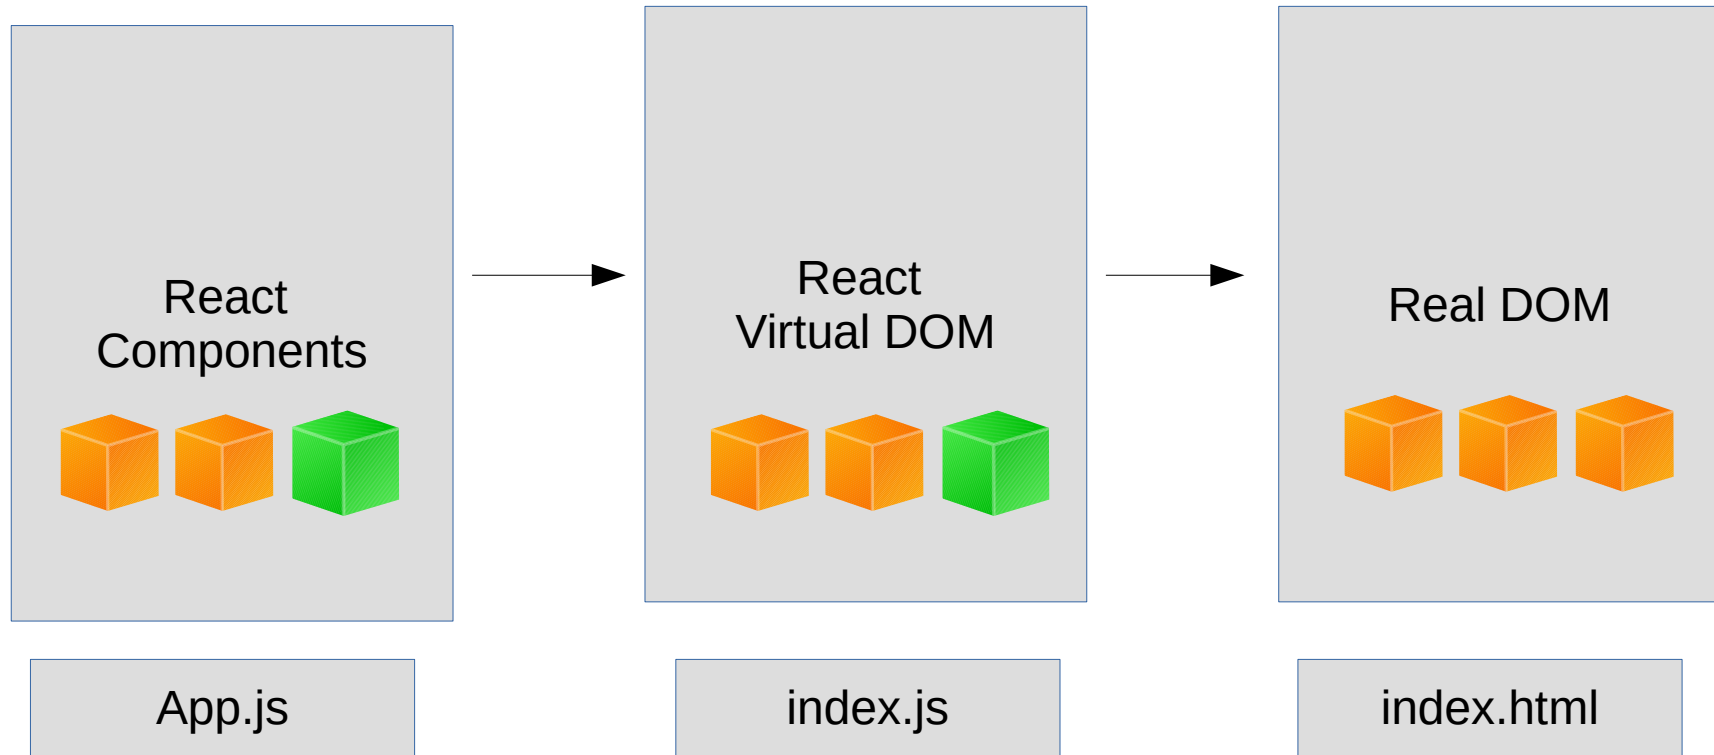 React
Components
React
Virtual DOM
Real DOM
App.js
index.js
index.html